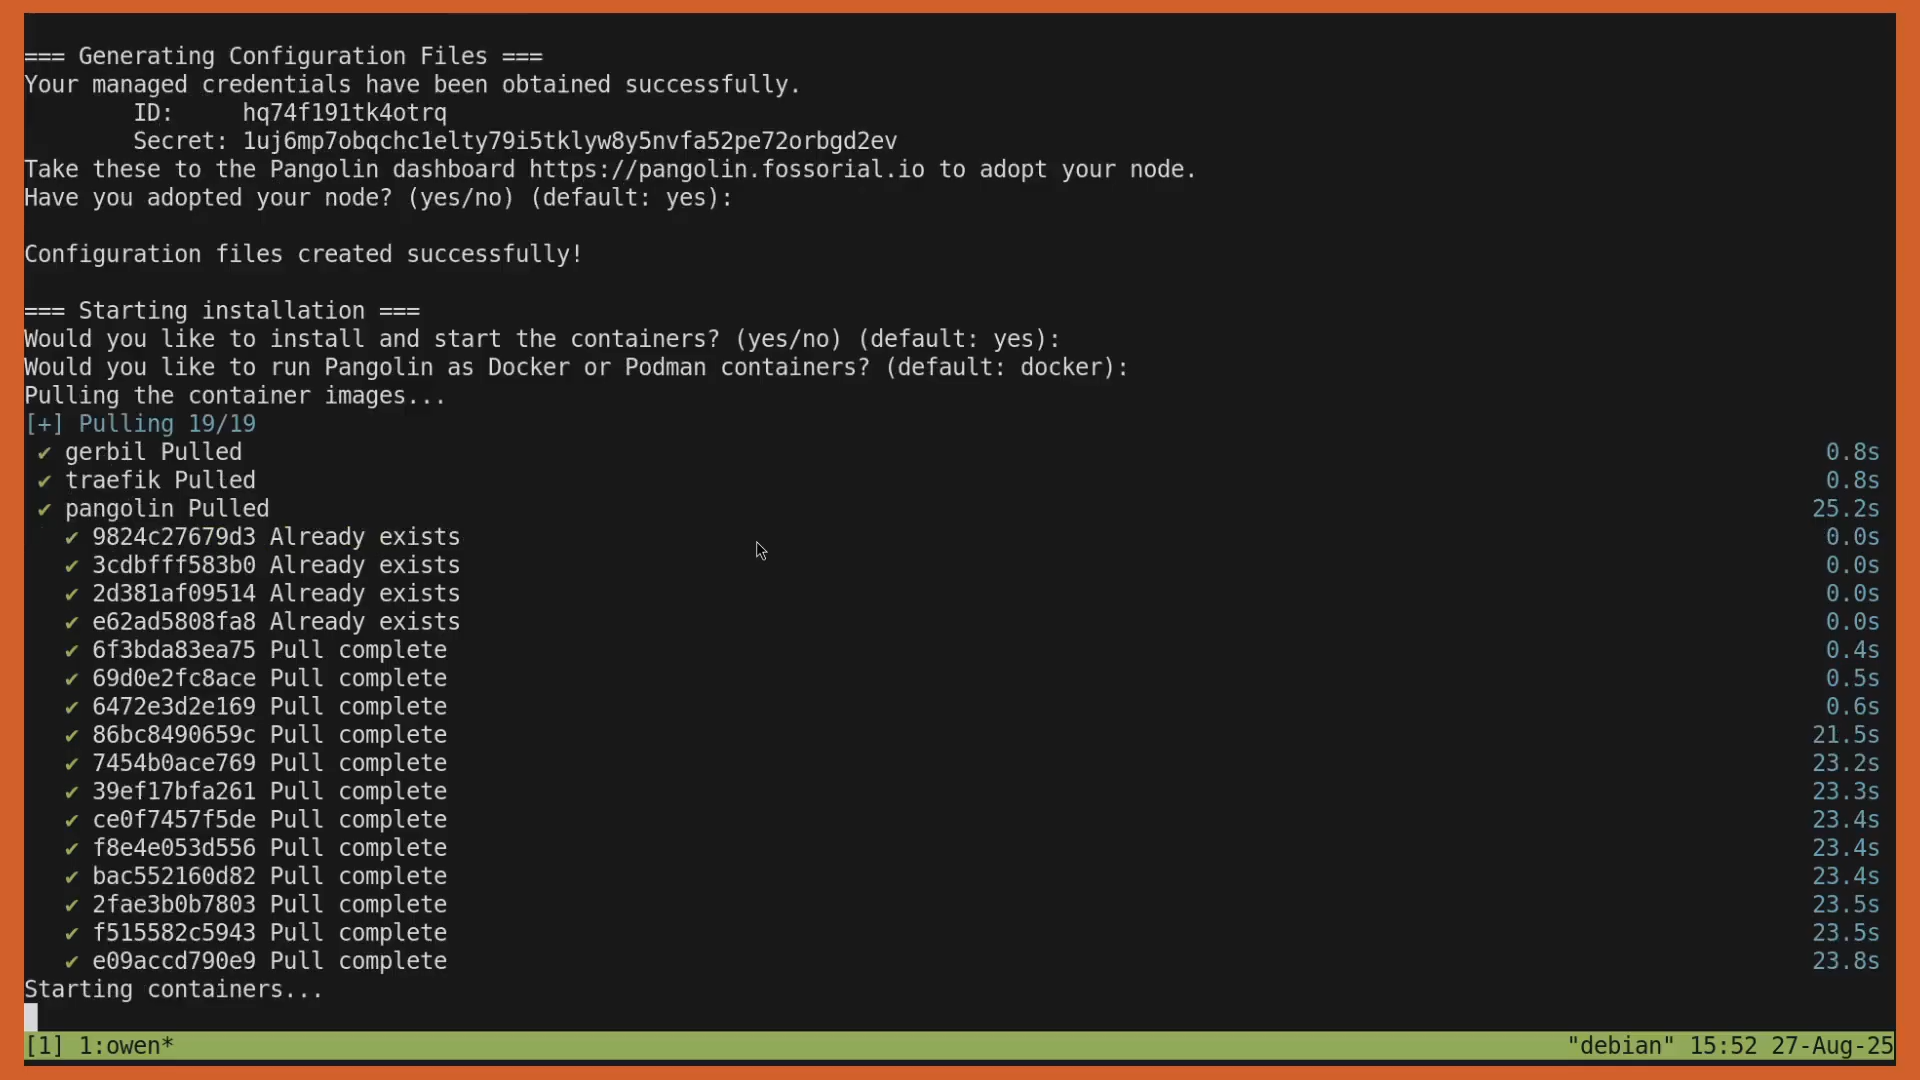 === Generating Configuration Files ===
Your managed credentials have been obtained successfully.
ID: hq74f191tk4otrq
Secret: 1uj6mp7obqchc1elty79i5tklyw8y5nvfa52pe72orbgd2ev
Take these to the Pangolin dashboard https://pangolin.fossorial.io to adopt your node.
Have you adopted your node? (yes/no) (default: yes):
Configuration files created successfully!
=== Starting installation ===
Would you like to install and start the containers? (yes/no) (default: yes):
Would you like to run Pangolin as Docker or Podman containers? (default: docker):
Pulling the container images...
[+] Pulling 19/19
✔ gerbil Pulled 0.8s
✔ traefik Pulled 0.8s
✔ pangolin Pulled 25.2s
✔ 9824c27679d3 Already exists 0.0s
✔ 3cdbfff583b0 Already exists 0.0s
✔ 2d381af09514 Already exists 0.0s
✔ e62ad5808fa8 Already exists 0.0s
✔ 6f3bda83ea75 Pull complete 0.4s
✔ 69d0e2fc8ace Pull complete 0.5s
✔ 6472e3d2e169 Pull complete 0.6s
✔ 86bc8490659c Pull complete 21.5s
✔ 7454b0ace769 Pull complete 23.2s
✔ 39ef17bfa261 Pull complete 23.3s
✔ ce0f7457f5de Pull complete 23.4s
✔ f8e4e053d556 Pull complete 23.4s
✔ bac552160d82 Pull complete 23.4s
✔ 2fae3b0b7803 Pull complete 23.5s
✔ f515582c5943 Pull complete 23.5s
✔ e09accd790e9 Pull complete 23.8s
Starting containers...
[1] 1:owen* "debian" 15:52 27-Aug-25